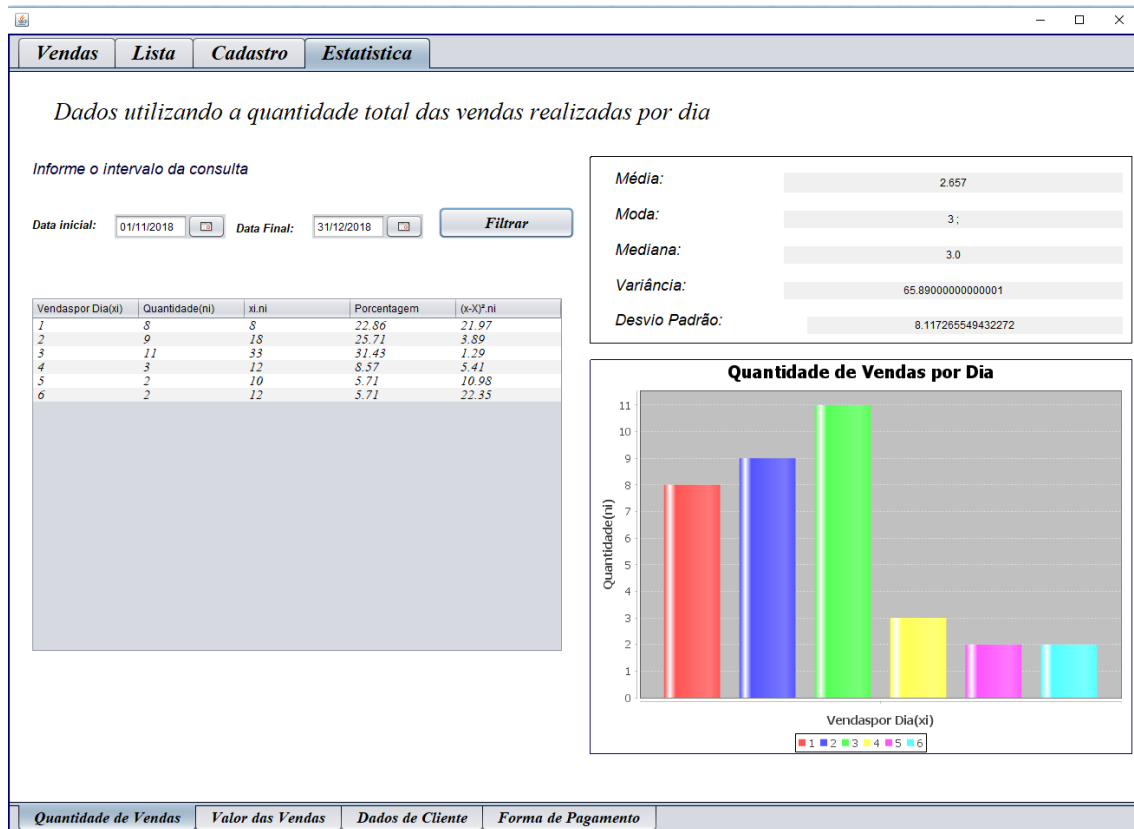 Vendas Lista Cadastro Estatistica
Dados utilizando a quantidade total das vendas realizadas por dia
Informe o intervalo da consulta
Data inicial: 01/11/2018 Data Final: 31/12/2018 Filtrar
Vendaspor Dia(xi) Quantidade(ni) xi.ni Porcentagem (x-X)².ni
1 8 8 22.86 21.97
2 9 18 25.71 3.89
3 11 33 31.43 1.29
4 3 12 8.57 5.41
5 2 10 5.71 10.98
6 2 12 5.71 22.35
Média: 2.657
Moda: 3 ;
Mediana: 3.0
Variância: 65.89000000000001
Desvio Padrão: 8.117265549432272
Quantidade de Vendas por Dia
Quantidade(ni)
11
10
9
8
7
6
5
4
3
2
1
0
Vendaspor Dia(xi)
1 2 3 4 5 6
Quantidade de Vendas Valor das Vendas Dados de Cliente Forma de Pagamento